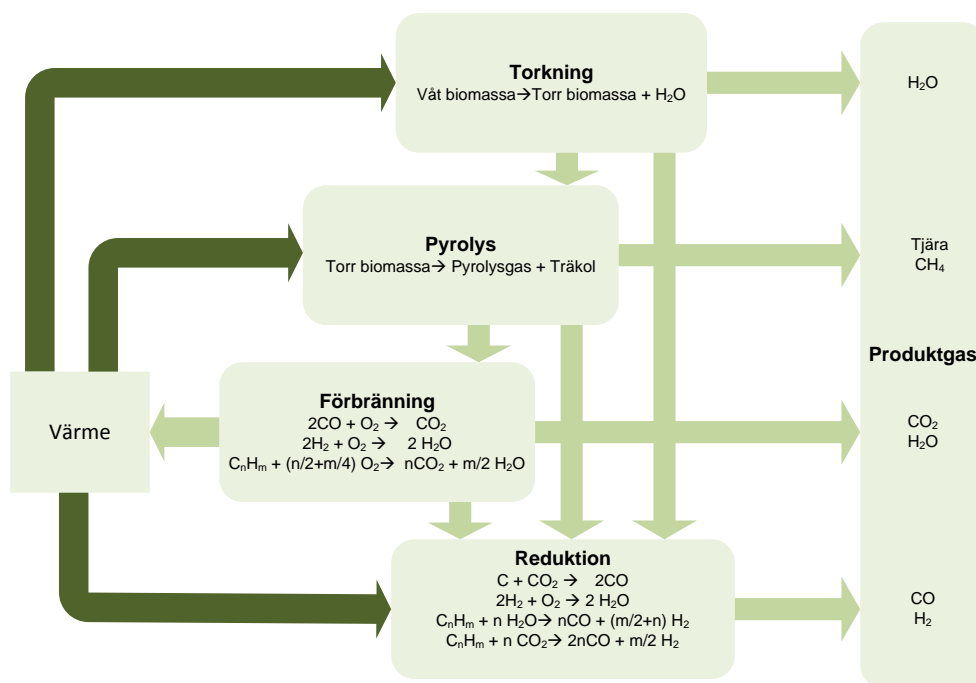 Torkning
Våt biomassa→Torr biomassa + H₂O
H₂O
Pyrolys
Torr biomassa→ Pyrolysgas + Träkol
Tjära
CH₄
Produktgas
Värme
Förbränning
2CO + O₂ → CO₂
2H₂ + O₂ → 2 H₂O
CₙHₘ + (n/2+m/4) O₂→ nCO₂ + m/2 H₂O
CO₂
H₂O
Reduktion
C + CO₂ → 2CO
2H₂ + O₂ → 2 H₂O
CₙHₘ + n H₂O→ nCO + (m/2+n) H₂
CₙHₘ + n CO₂→ 2nCO + m/2 H₂
CO
H₂